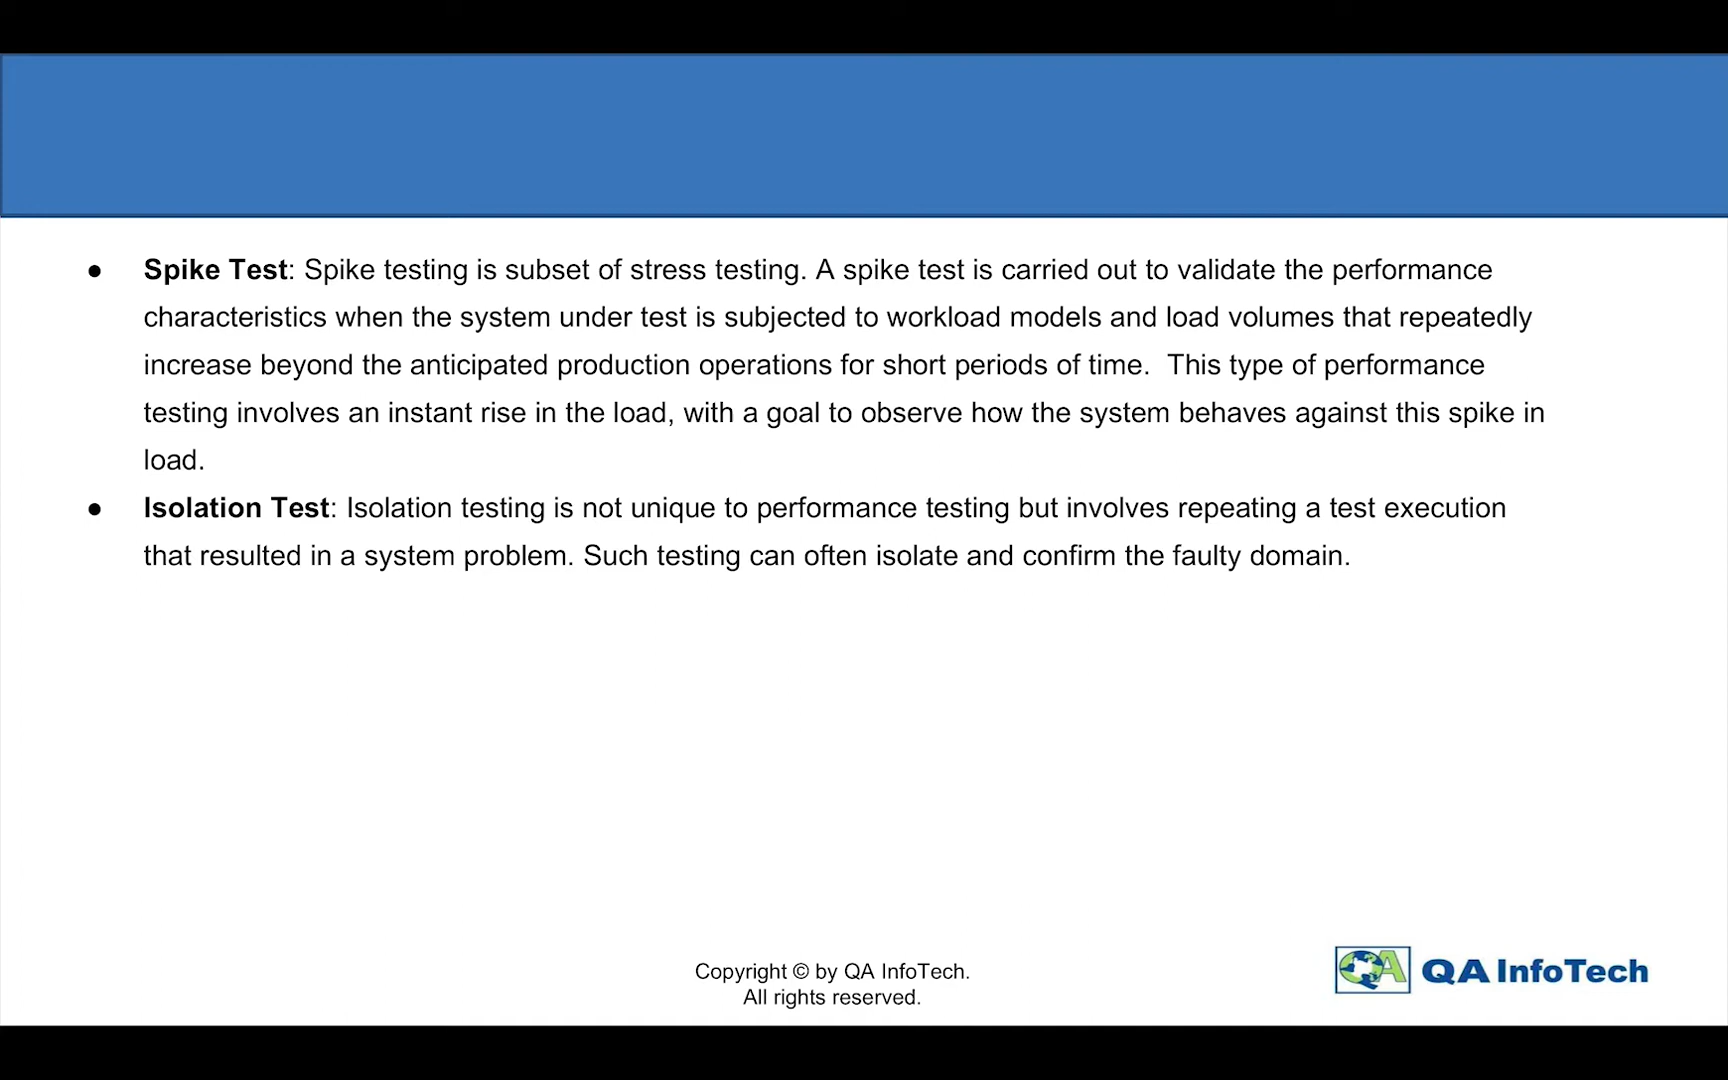 ● Spike Test: Spike testing is subset of stress testing. A spike test is carried out to validate the performance
characteristics when the system under test is subjected to workload models and load volumes that repeatedly
increase beyond the anticipated production operations for short periods of time.  This type of performance
testing involves an instant rise in the load, with a goal to observe how the system behaves against this spike in
load.
● Isolation Test: Isolation testing is not unique to performance testing but involves repeating a test execution
that resulted in a system problem. Such testing can often isolate and confirm the faulty domain.
Copyright © by QA InfoTech.
All rights reserved.
QA QA InfoTech